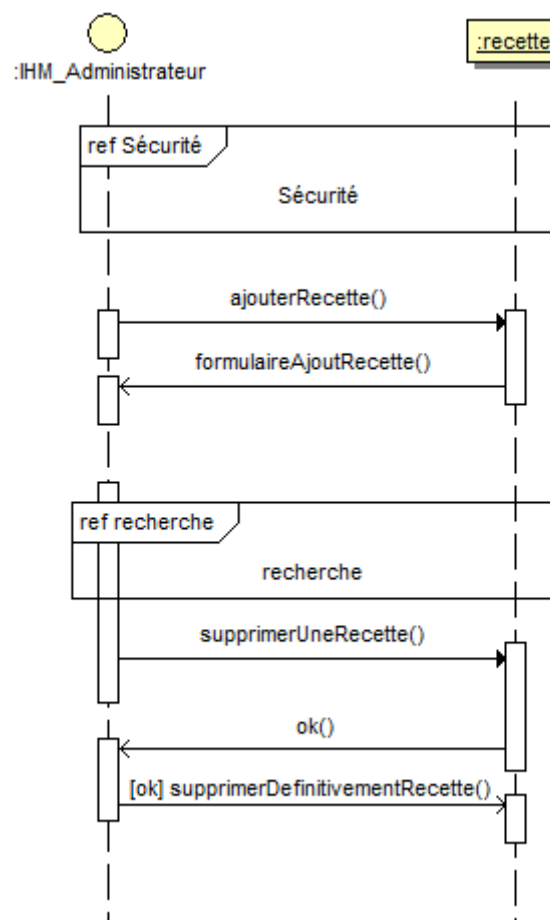 :IHM_Administrateur
:recette
ref Sécurité
Sécurité
ajouterRecette()
formulaireAjoutRecette()
ref recherche
recherche
supprimerUneRecette()
ok()
[ok] supprimerDefinitivementRecette()